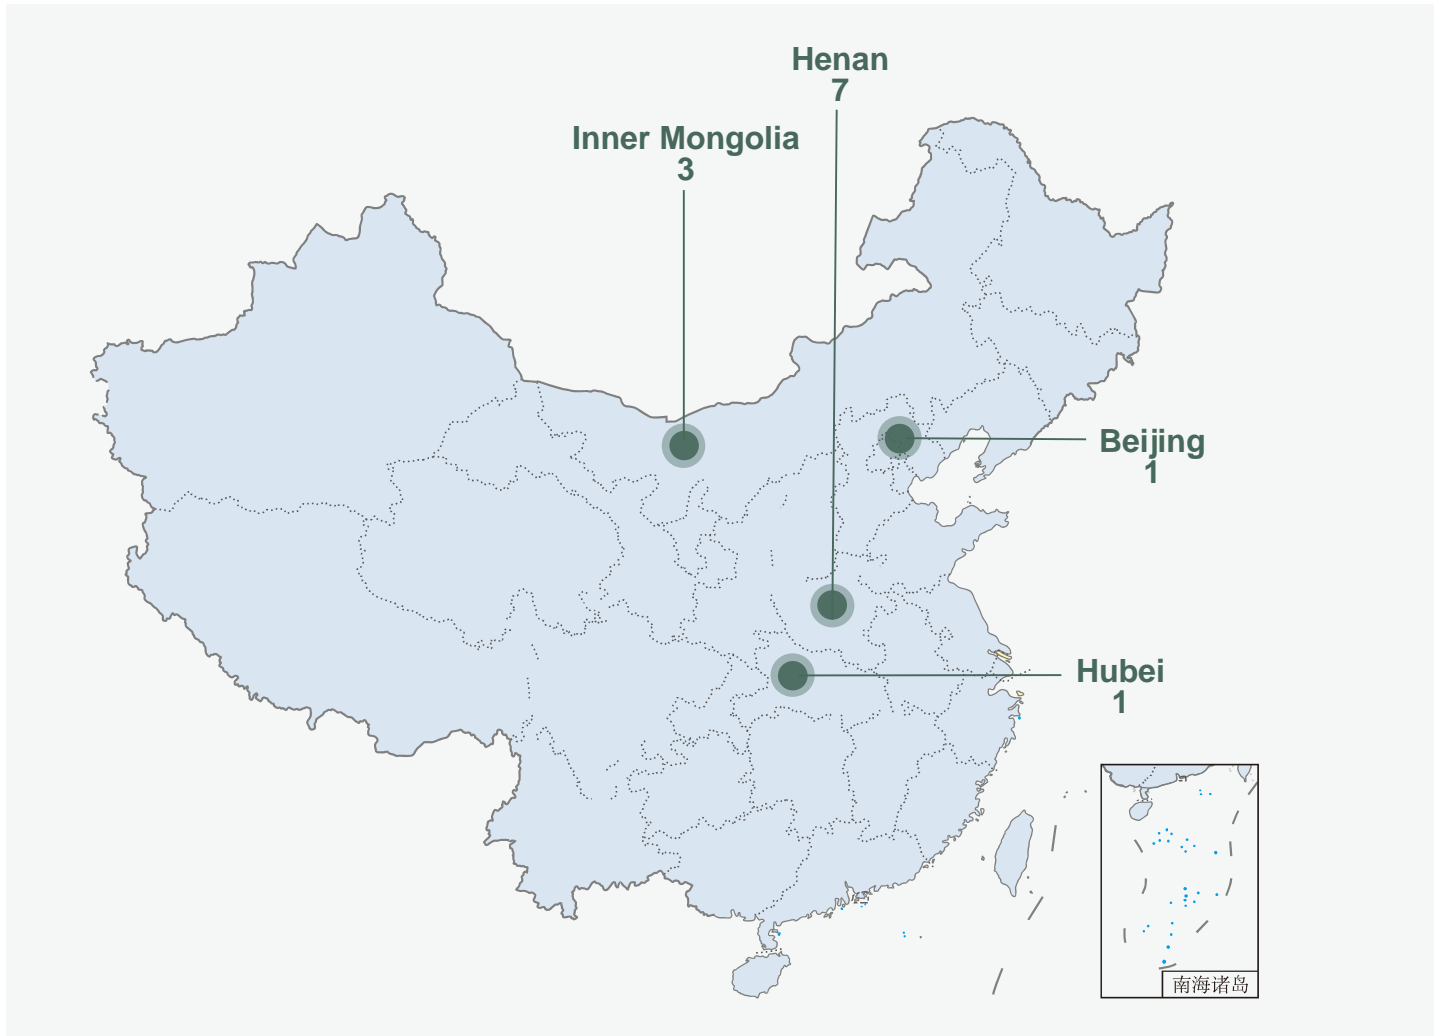 Henan
7
Inner Mongolia
3
Beijing
1
Hubei
1
南海诸岛